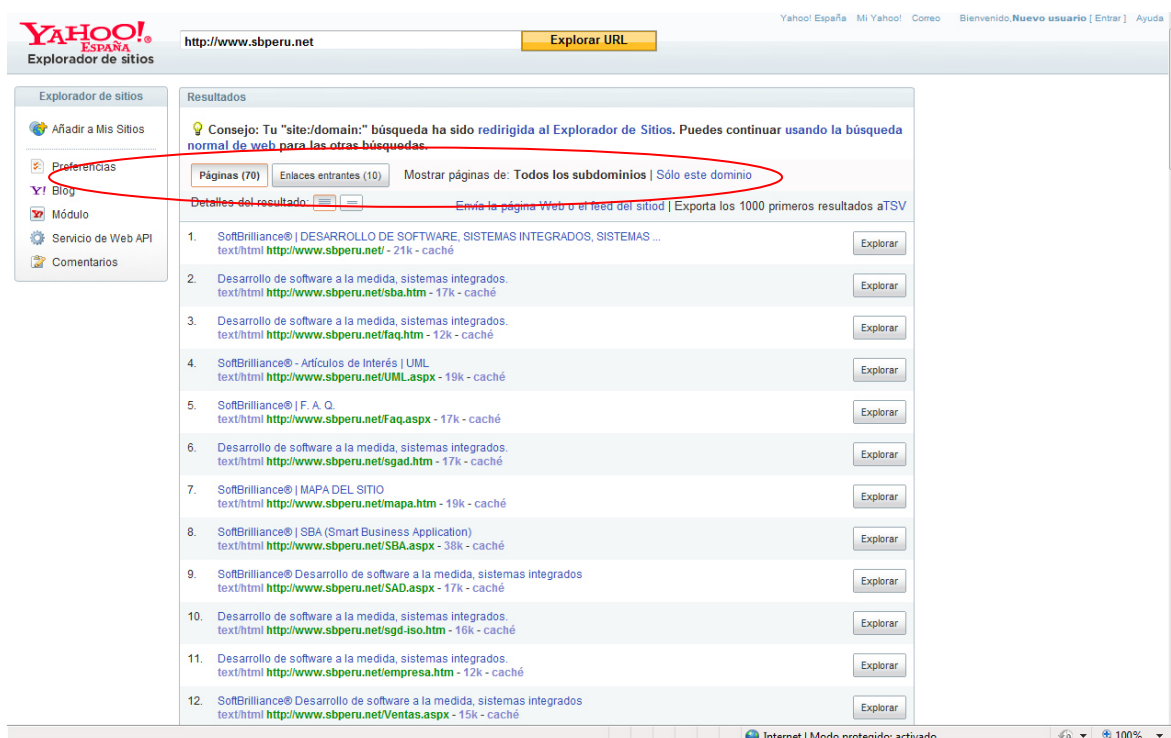 Yahoo! España Mi Yahoo! Correo Bienvenido, Nuevo usuario [ Entrar ] Ayuda
YAHOO!®
ESPAÑA
Explorador de sitios
http://www.sbperu.net Explorar URL
Explorador de sitios
Añadir a Mis Sitios
Preferencias
Y! Blog
Módulo
Servicio de Web API
Comentarios
Resultados
Consejo: Tu "site:/domain:" búsqueda ha sido redirigida al Explorador de Sitios. Puedes continuar usando la búsqueda
normal de web para las otras búsquedas.
Páginas (70) Enlaces entrantes (10) Mostrar páginas de: Todos los subdominios | Sólo este dominio
Detalles del resultado: Envía la página Web o el feed del sitiod | Exporta los 1000 primeros resultados aTSV
1. SoftBrilliance® | DESARROLLO DE SOFTWARE, SISTEMAS INTEGRADOS, SISTEMAS ...
text/html http://www.sbperu.net/ - 21k - caché
Explorar
2. Desarrollo de software a la medida, sistemas integrados.
text/html http://www.sbperu.net/sba.htm - 17k - caché
Explorar
3. Desarrollo de software a la medida, sistemas integrados.
text/html http://www.sbperu.net/faq.htm - 12k - caché
Explorar
4. SoftBrilliance® - Artículos de Interés | UML
text/html http://www.sbperu.net/UML.aspx - 19k - caché
Explorar
5. SoftBrilliance® | F. A. Q.
text/html http://www.sbperu.net/Faq.aspx - 17k - caché
Explorar
6. Desarrollo de software a la medida, sistemas integrados.
text/html http://www.sbperu.net/sgad.htm - 17k - caché
Explorar
7. SoftBrilliance® | MAPA DEL SITIO
text/html http://www.sbperu.net/mapa.htm - 19k - caché
Explorar
8. SoftBrilliance® | SBA (Smart Business Application)
text/html http://www.sbperu.net/SBA.aspx - 38k - caché
Explorar
9. SoftBrilliance® Desarrollo de software a la medida, sistemas integrados
text/html http://www.sbperu.net/SAD.aspx - 17k - caché
Explorar
10. Desarrollo de software a la medida, sistemas integrados.
text/html http://www.sbperu.net/sgd-iso.htm - 16k - caché
Explorar
11. Desarrollo de software a la medida, sistemas integrados.
text/html http://www.sbperu.net/empresa.htm - 12k - caché
Explorar
12. SoftBrilliance® Desarrollo de software a la medida, sistemas integrados
text/html http://www.sbperu.net/Ventas.aspx - 15k - caché
Explorar
Internet | Modo protegido: activado 100%